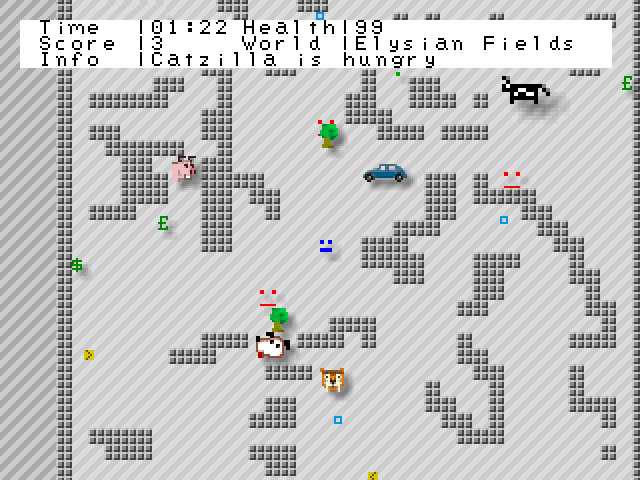 Time |01:22 Health|99
Score |3 World |Elysian Fields
Info |Catzilla is hungry
£
£
$